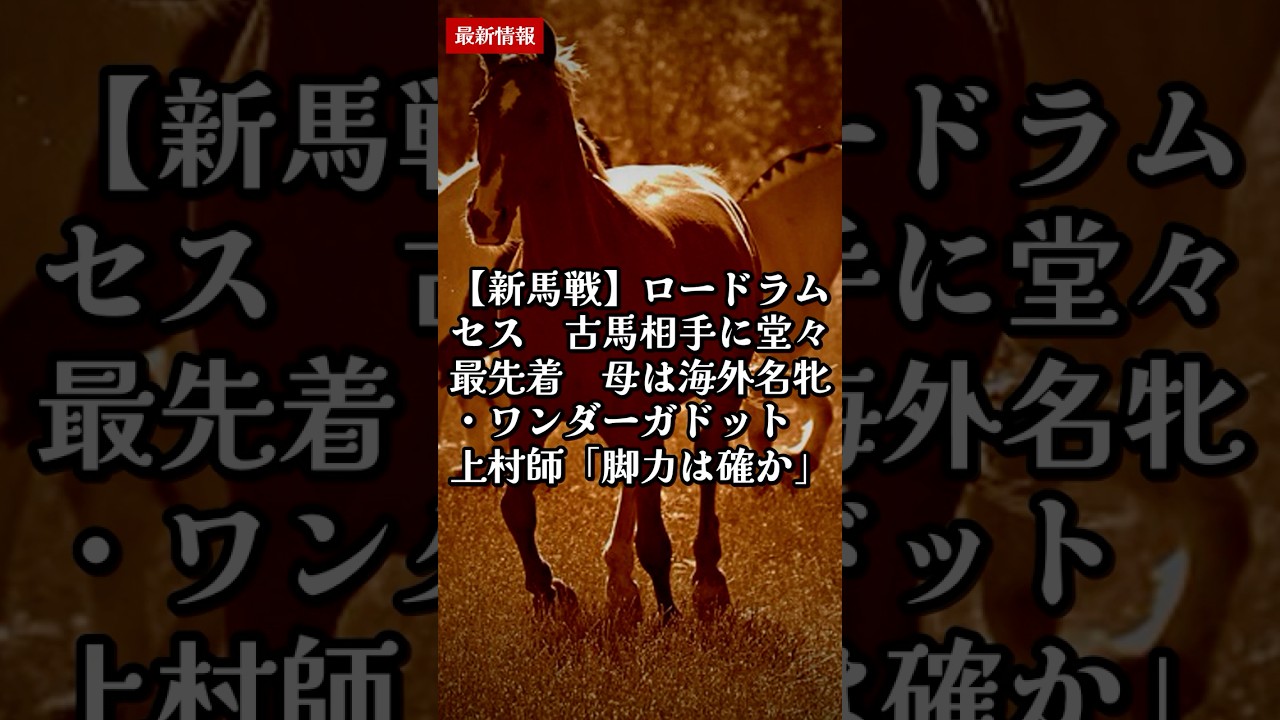 最新情報
【新馬戦】ロードラム
セス　古馬相手に堂々
最先着　母は海外名牝
・ワンダーガドット
上村師「脚力は確か」